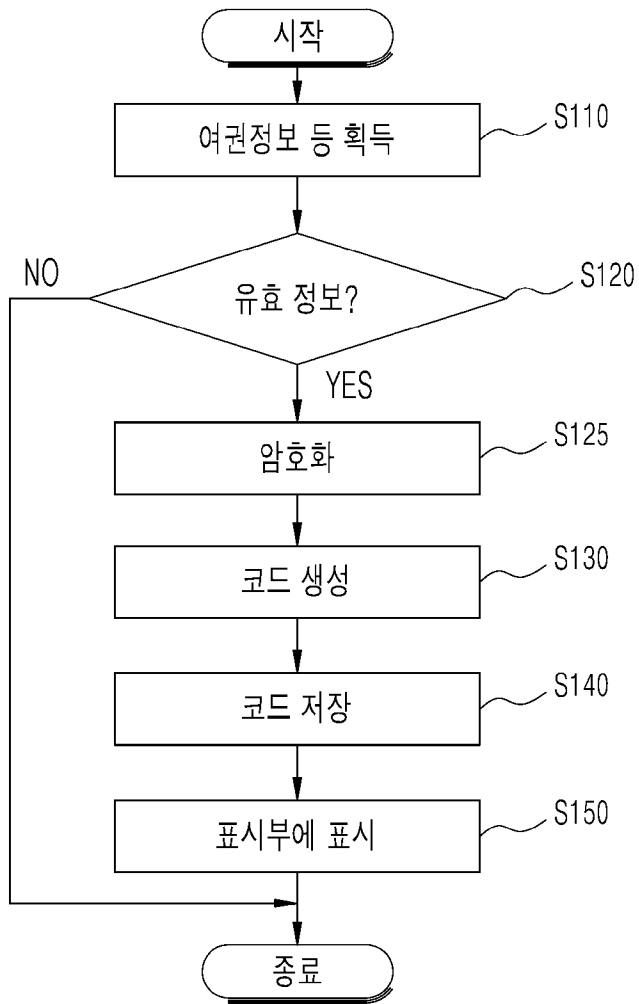 시작
여권정보 등 획득
S110
유효 정보?
S120
NO
YES
암호화
S125
코드 생성
S130
코드 저장
S140
표시부에 표시
S150
종료